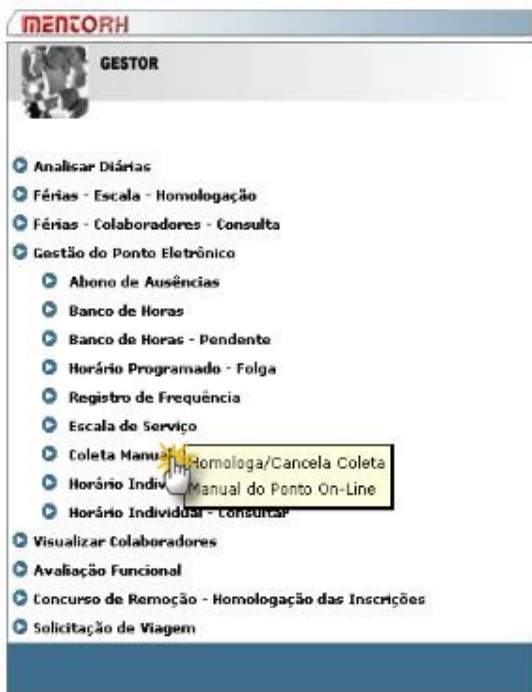 MENTORH
GESTOR
Analisar Diárias
Férias - Escala - Homologação
Férias - Colaboradores - Consulta
Gestão do Ponto Eletrônico
Abono de Ausências
Banco de Horas
Banco de Horas - Pendente
Horário Programado - Folga
Registro de Frequência
Escala de Serviço
Coleta Manual
Homologa/Cancela Coleta
Manual do Ponto On-Line
Horário
Horário Individual - Consultar
Visualizar Colaboradores
Avaliação Funcional
Concurso de Remoção - Homologação das Inscrições
Solicitação de Viagem